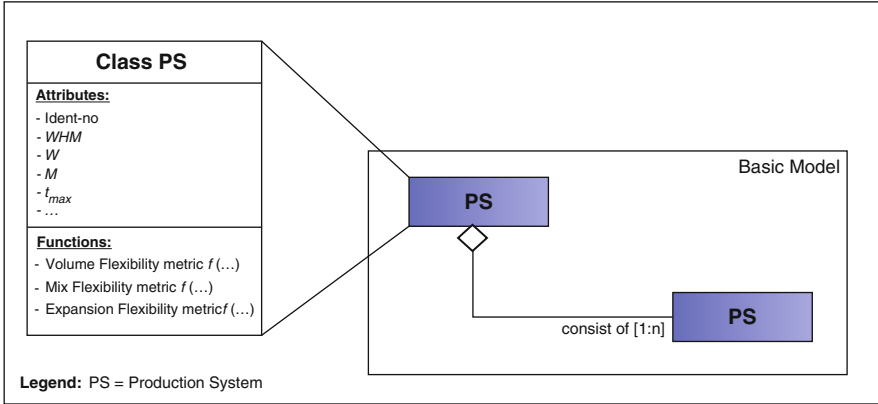 Class PS
Attributes:
- Ident-no
- WHM
- W
- M
- tmax
- ...
Functions:
- Volume Flexibility metric f (...)
- Mix Flexibility metric f (...)
- Expansion Flexibility metricf (...)
Basic Model
PS
PS
consist of [1:n]
Legend: PS = Production System